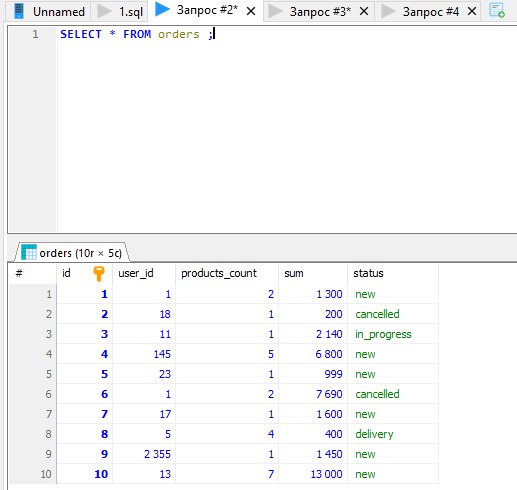 Unnamed 1.sql Запрос #2* Запрос #3* Запрос #4
1 SELECT * FROM orders ;
orders (10r × 5c)
# id user_id products_count sum status
1 1 1 2 1 300 new
2 2 18 1 200 cancelled
3 3 11 1 2 140 in_progress
4 4 145 5 6 800 new
5 5 23 1 999 new
6 6 1 2 7 690 cancelled
7 7 17 1 1 600 new
8 8 5 4 400 delivery
9 9 2 355 1 1 450 new
10 10 13 7 13 000 new